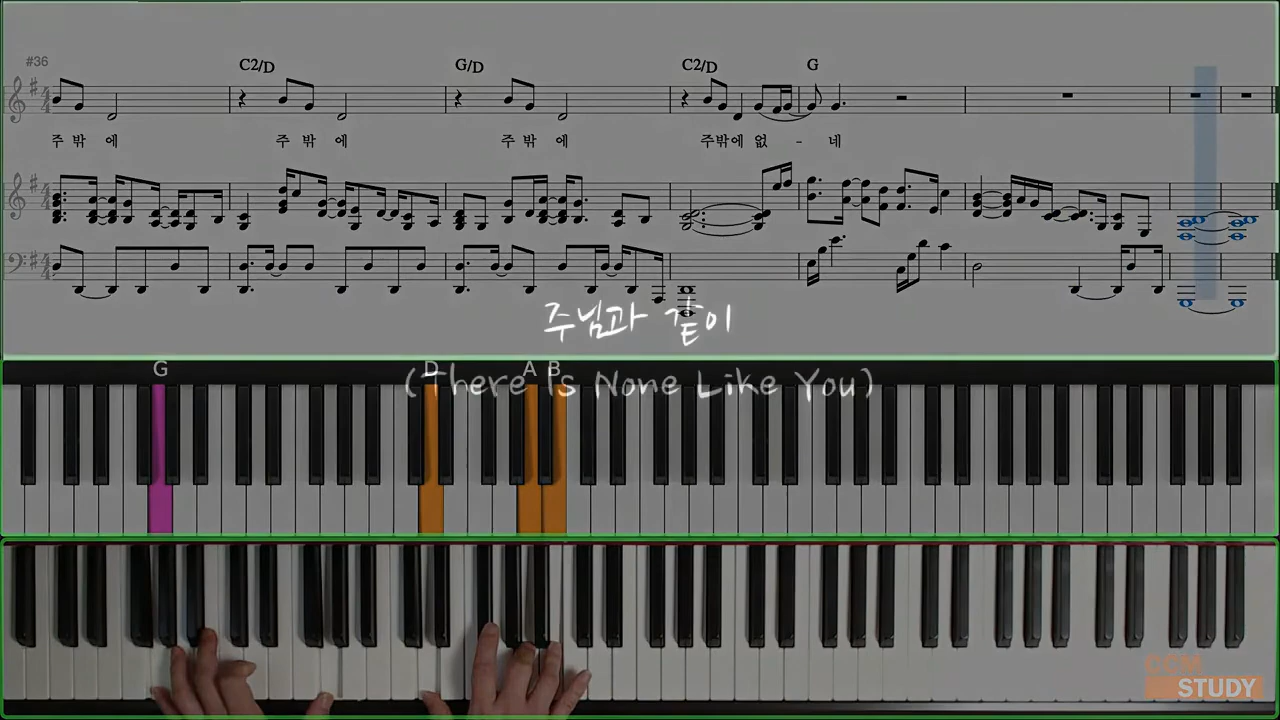 #36
C2/D G/D C2/D G
주 밖 에 주 밖 에 주 밖 에 주밖에 없 - 네
주님과 같이
(There Is None Like You)
G D A B
CCM
STUDY